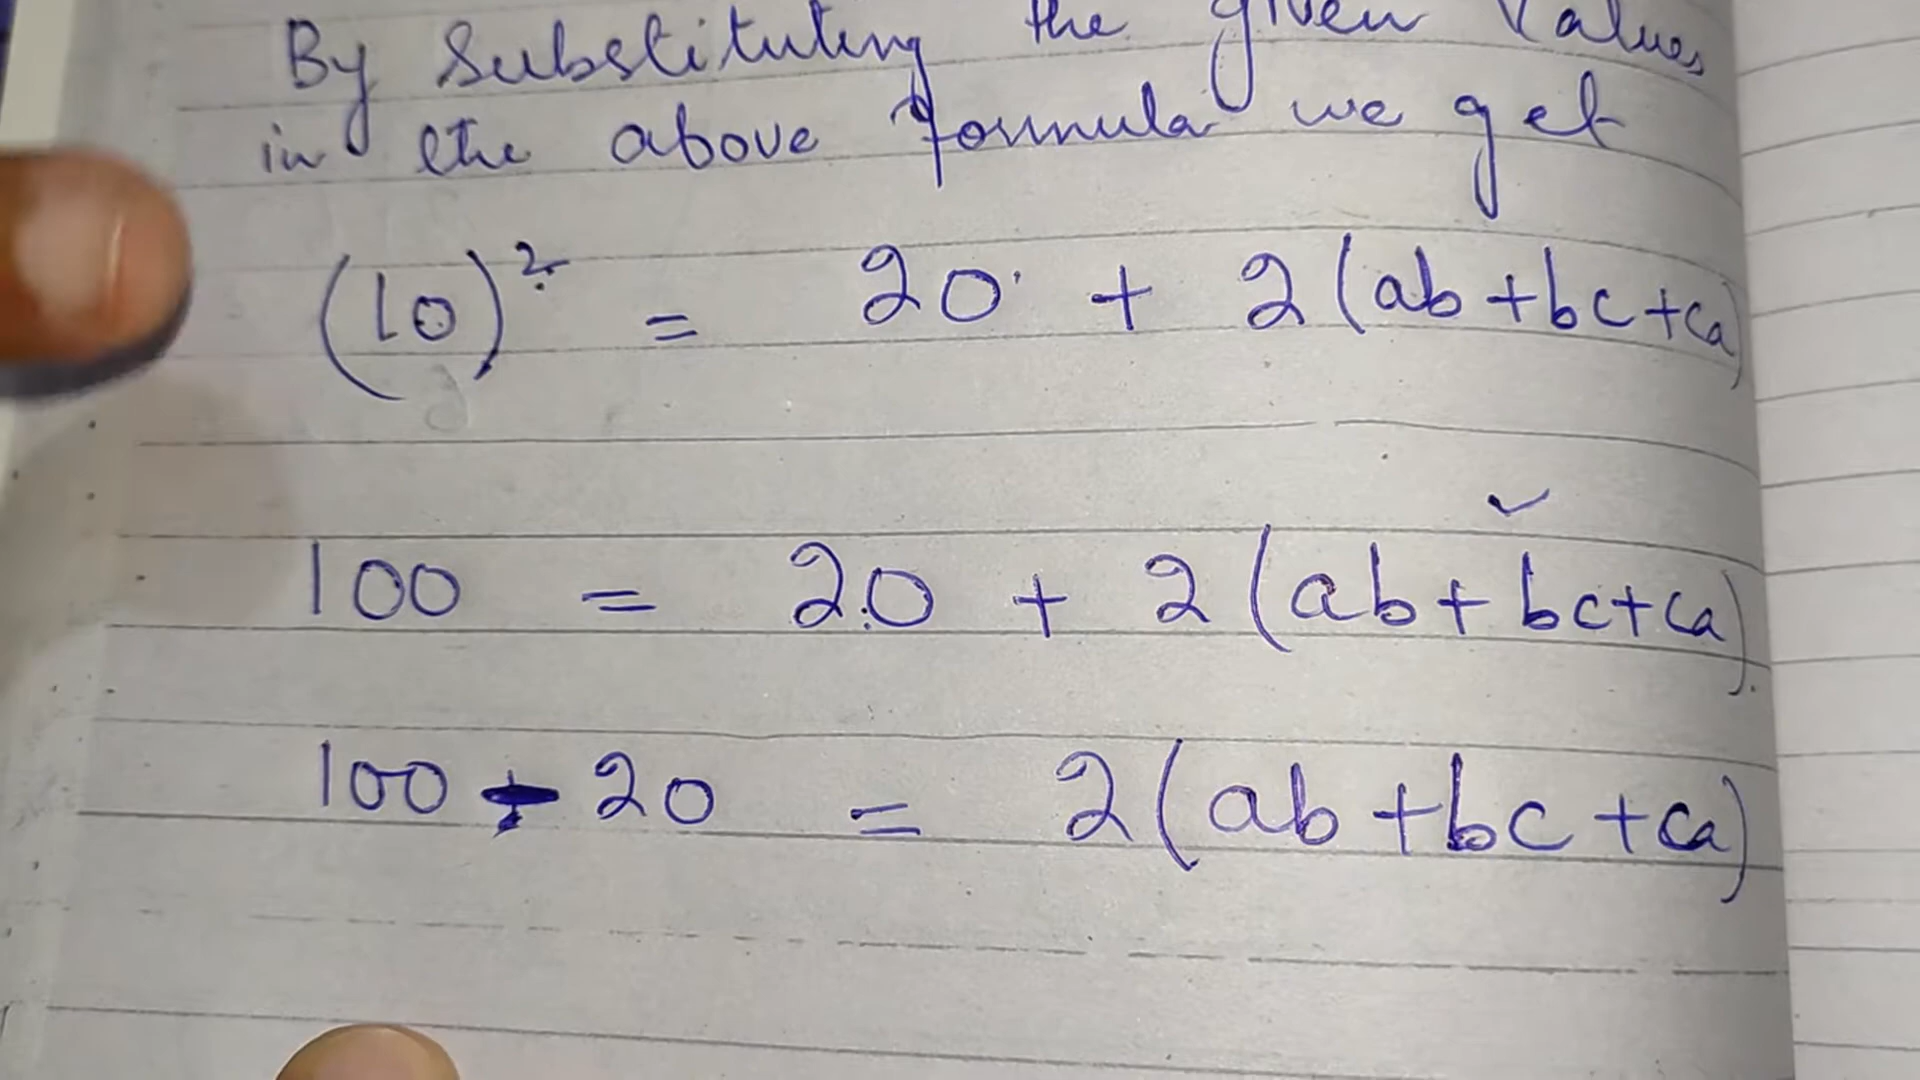 By Substituting the given Values
in the above formula we get
(10)² = 20 + 2(ab+bc+ca)
100 = 20 + 2(ab+bc+ca).
100 - 20 = 2(ab+bc+ca)